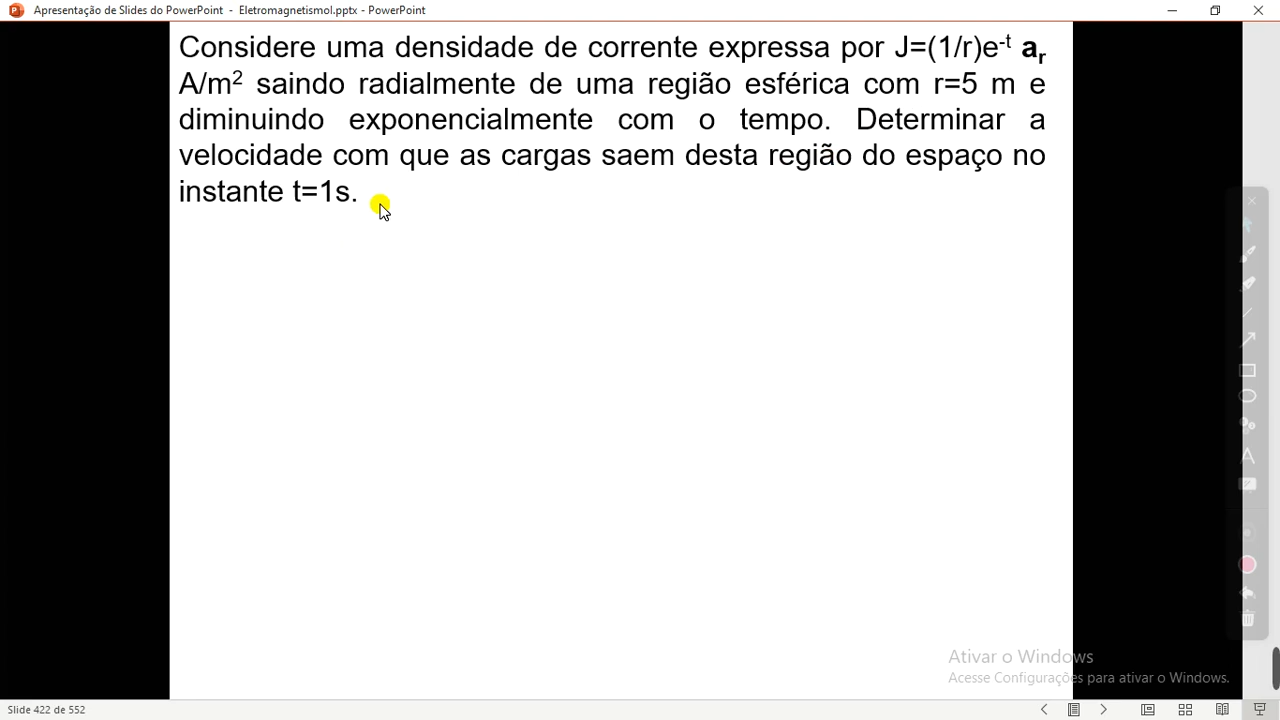 Apresentação de Slides do PowerPoint - Eletromagnetismol.pptx - PowerPoint
Considere uma densidade de corrente expressa por J=(1/r)e⁻ᵗ aᵣ
A/m² saindo radialmente de uma região esférica com r=5 m e
diminuindo exponencialmente com o tempo. Determinar a
velocidade com que as cargas saem desta região do espaço no
instante t=1s.
Ativar o Windows
Acesse Configurações para ativar o Windows.
Slide 422 de 552